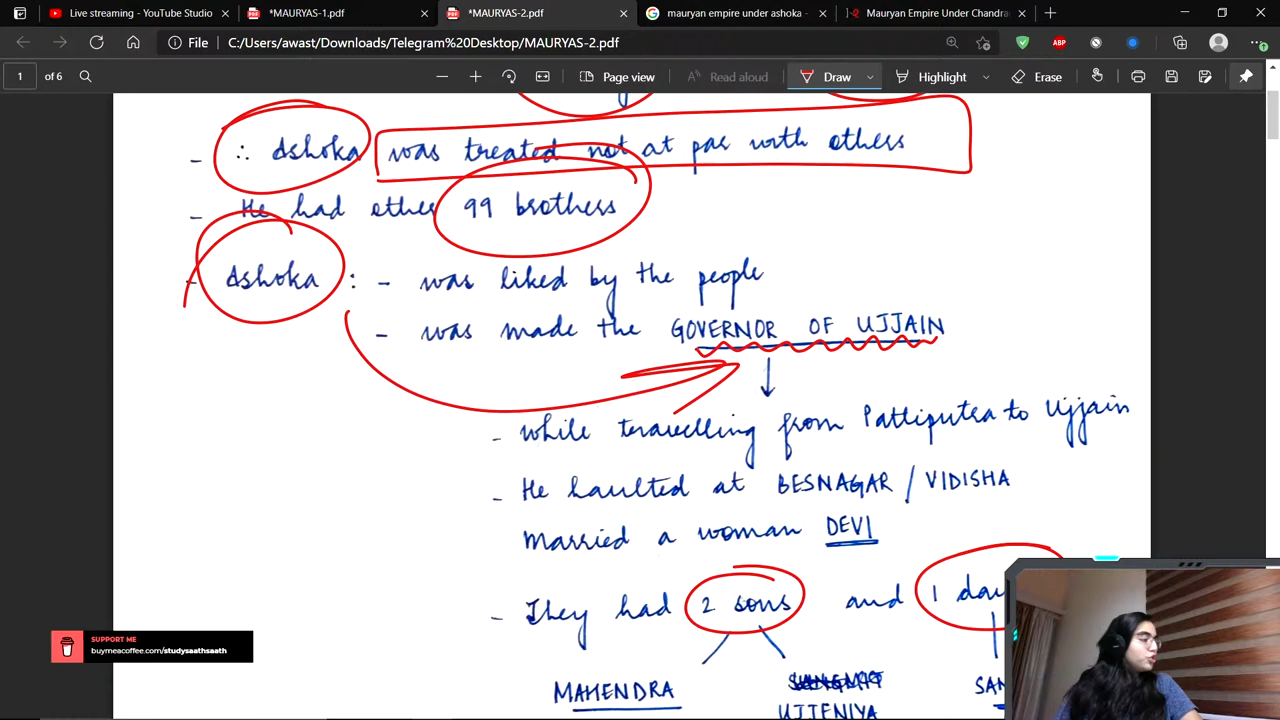 Live streaming - YouTube Studio
*MAURYAS-1.pdf
*MAURYAS-2.pdf
mauryan empire under ashoka -
Mauryan Empire Under Chandra
File
C:/Users/awast/Downloads/Telegram%20Desktop/MAURYAS-2.pdf
ABP
1 of 6
Page view
Read aloud
Draw
Highlight
Erase
- ∴ Ashoka was treated not at par with others
- He had other 99 brothers
- Ashoka : - was liked by the people
- was made the GOVERNOR OF UJJAIN
- while teravelling from Patliputra to Ujjain
- He haulted at BESNAGAR / VIDISHA
Married a woman DEVI
- They had 2 sons and 1 dau
SUPPORT ME
buymeacoffee.com/studysaathsaath
MAHENDRA
SAN
UJJENIYA